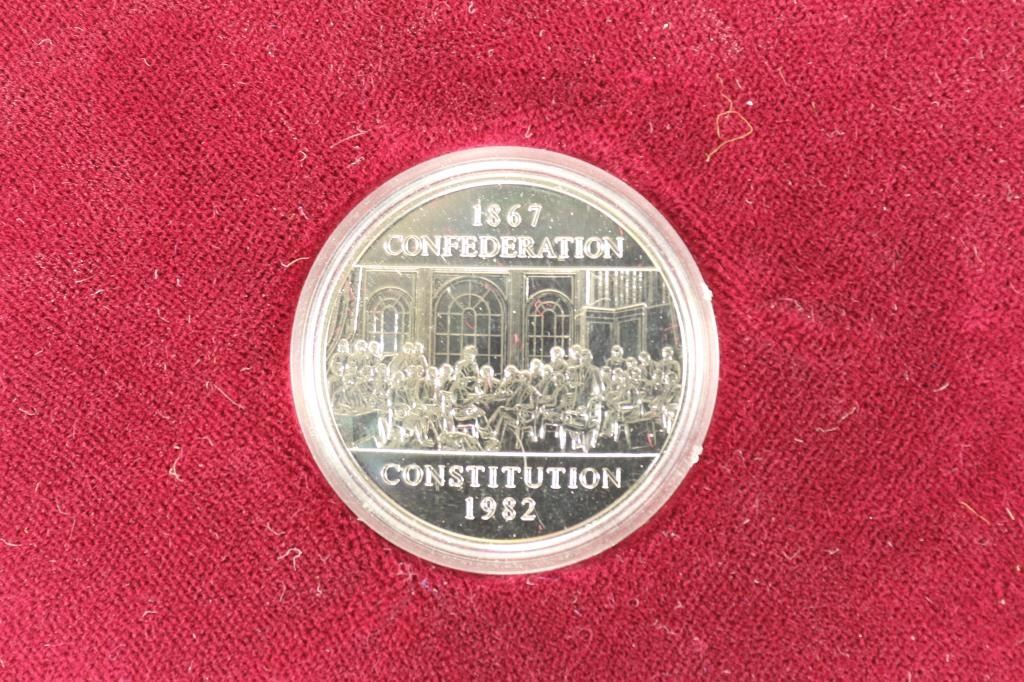 1867
CONFEDERATION
CONSTITUTION
1982